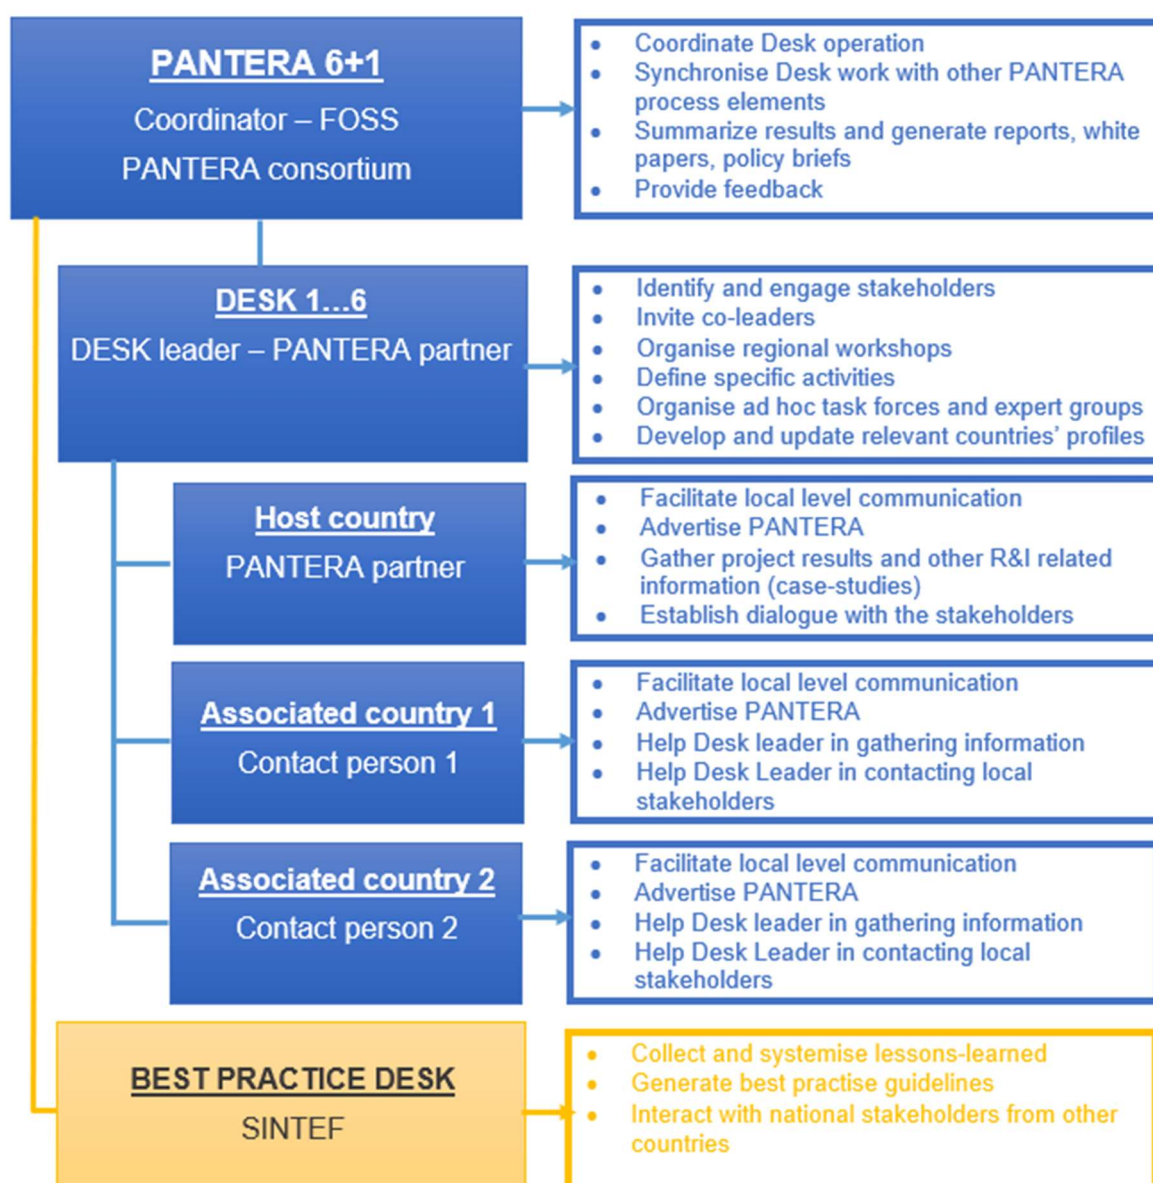 PANTERA 6+1
Coordinator – FOSS
PANTERA consortium
• Coordinate Desk operation
• Synchronise Desk work with other PANTERA
process elements
• Summarize results and generate reports, white
papers, policy briefs
• Provide feedback
DESK 1...6
DESK leader – PANTERA partner
• Identify and engage stakeholders
• Invite co-leaders
• Organise regional workshops
• Define specific activities
• Organise ad hoc task forces and expert groups
• Develop and update relevant countries' profiles
Host country
PANTERA partner
• Facilitate local level communication
• Advertise PANTERA
• Gather project results and other R&I related
information (case-studies)
• Establish dialogue with the stakeholders
Associated country 1
Contact person 1
• Facilitate local level communication
• Advertise PANTERA
• Help Desk leader in gathering information
• Help Desk Leader in contacting local
stakeholders
Associated country 2
Contact person 2
• Facilitate local level communication
• Advertise PANTERA
• Help Desk leader in gathering information
• Help Desk Leader in contacting local
stakeholders
BEST PRACTICE DESK
SINTEF
• Collect and systemise lessons-learned
• Generate best practise guidelines
• Interact with national stakeholders from other
countries